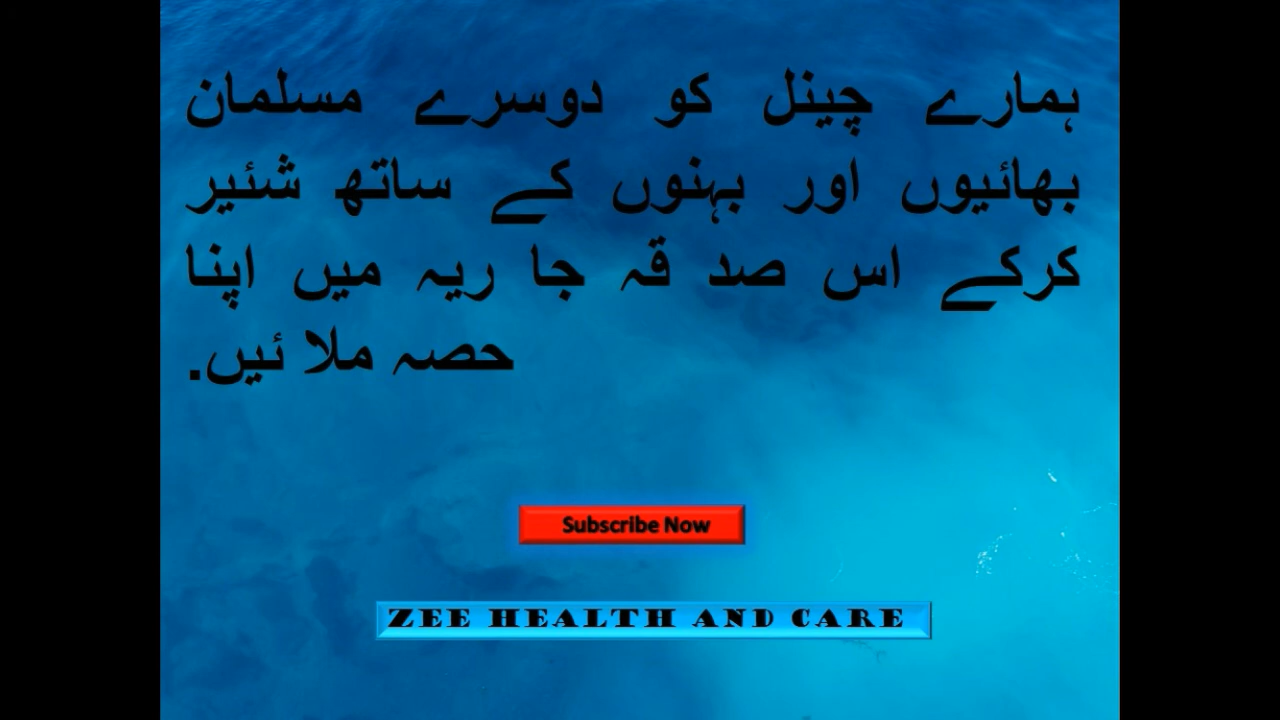 ہمارے چینل کو دوسرے مسلمان
بھائیوں اور بہنوں کے ساتھ شئیر
کرکے اس صد قہ جا ریہ میں اپنا
حصہ ملا ئیں.
Subscribe Now
ZEE HEALTH AND CARE